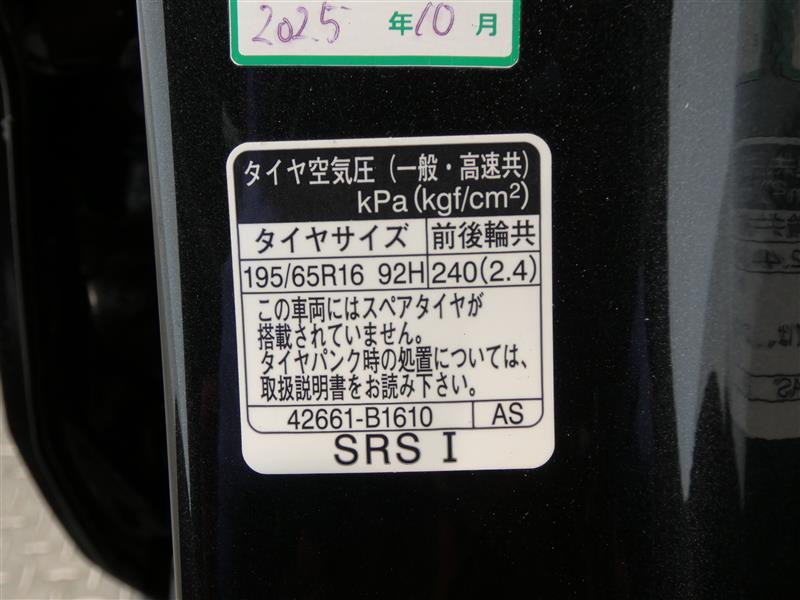 2025 年 10 月
タイヤ空気圧 (一般・高速共)
kPa (kgf/cm²)
タイヤサイズ 前後輪共
195/65R16 92H 240(2.4)
この車両にはスペアタイヤが
搭載されていません。
タイヤパンク時の処置については、
取扱説明書をお読み下さい。
42661-B1610 AS
SRS I